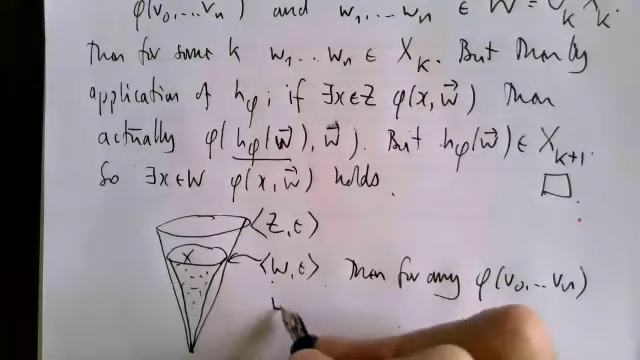 φ(v₀,...vₙ) and w₁,...wₙ ∈ W = ∪ₖ Xₖ.
Then for some k w₁...wₙ ∈ Xₖ. But then by
application of hφ; if ∃x∈Z φ(x,w⃗) then
actually φ(hφ(w⃗),w⃗). But hφ(w⃗) ∈ Xₖ₊₁.
So ∃x∈W φ(x,w⃗) holds. □
⟨Z,∈⟩
X ⟨W,∈⟩ Then for any φ(v₀,...vₙ)